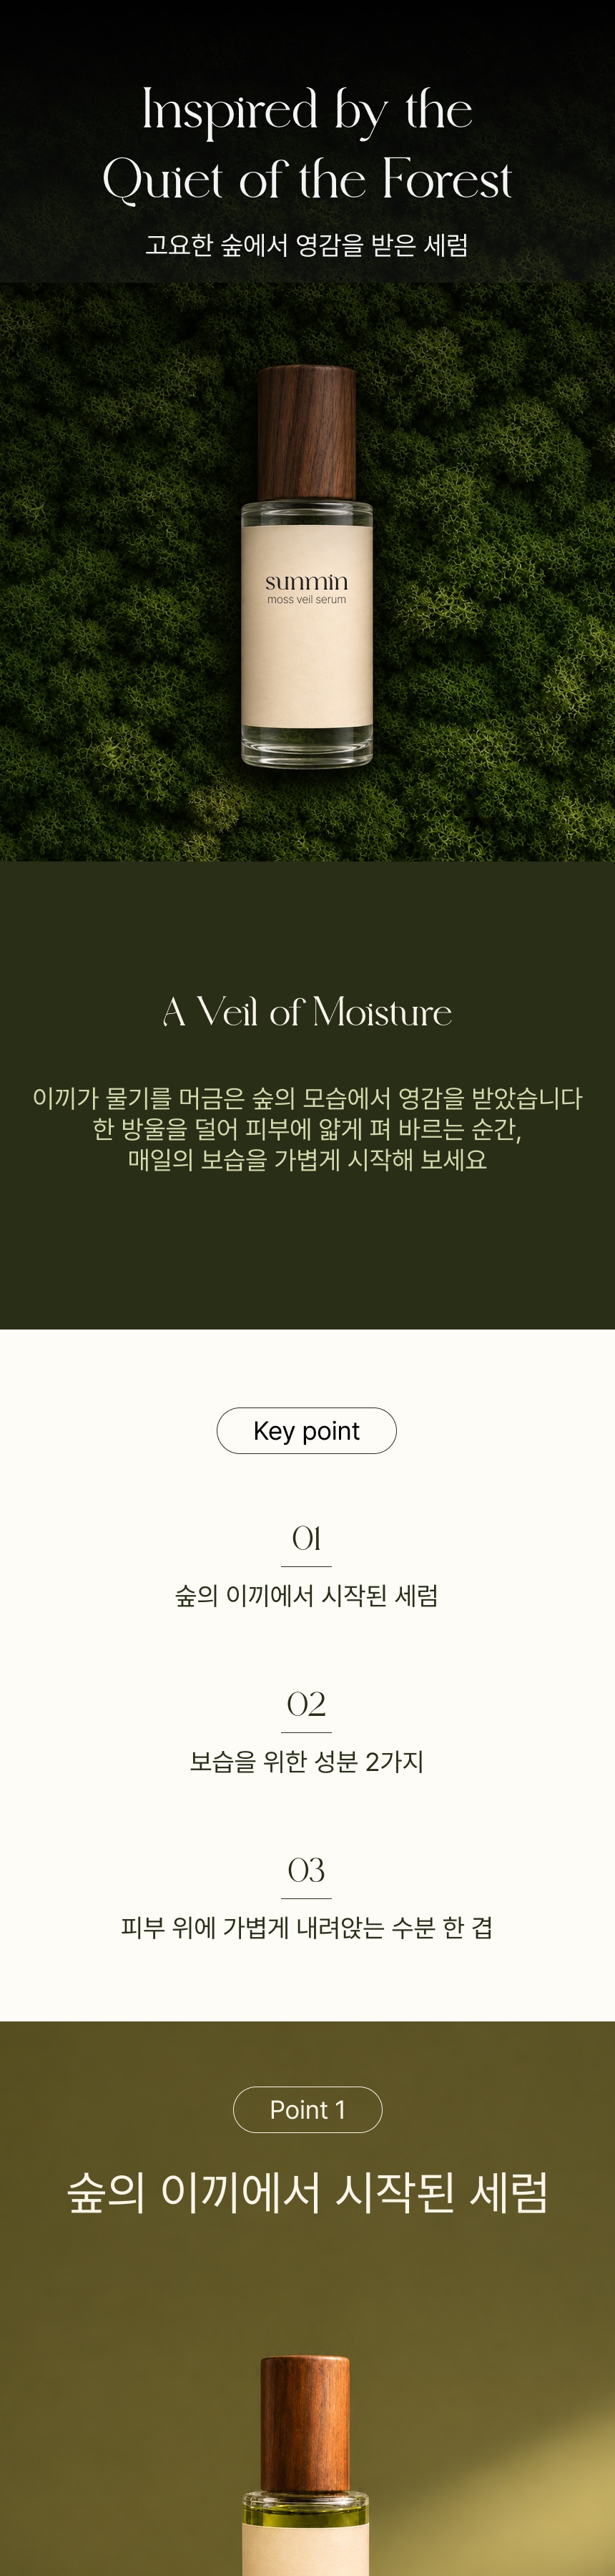 Inspired by the
Quiet of the Forest
고요한 숲에서 영감을 받은 세럼
sunmin
moss veil serum
A Veil of Moisture
이끼가 물기를 머금은 숲의 모습에서 영감을 받았습니다
한 방울을 덜어 피부에 얇게 펴 바르는 순간,
매일의 보습을 가볍게 시작해 보세요
Key point
01
숲의 이끼에서 시작된 세럼
02
보습을 위한 성분 2가지
03
피부 위에 가볍게 내려앉는 수분 한 겹
Point 1
숲의 이끼에서 시작된 세럼